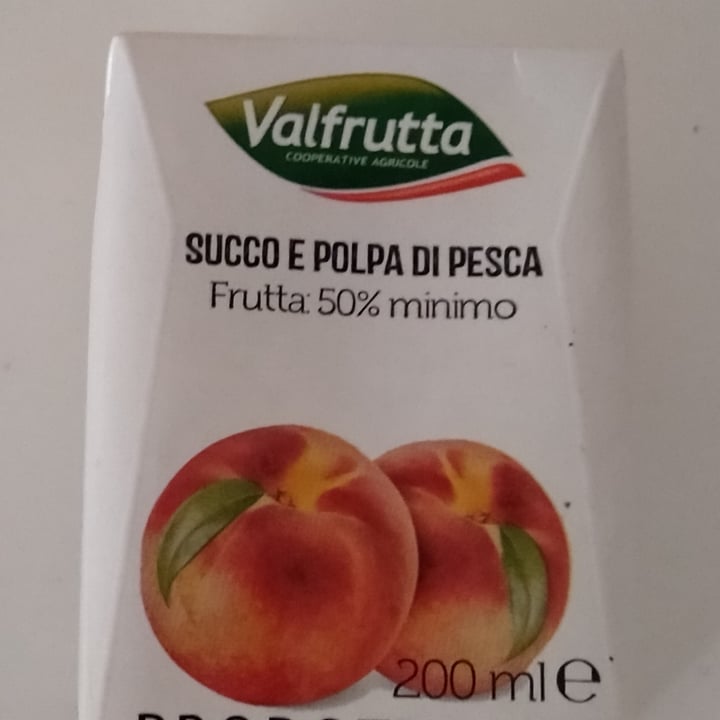 Valfrutta
COOPERATIVE AGRICOLE
SUCCO E POLPA DI PESCA
Frutta: 50% minimo
200 ml e